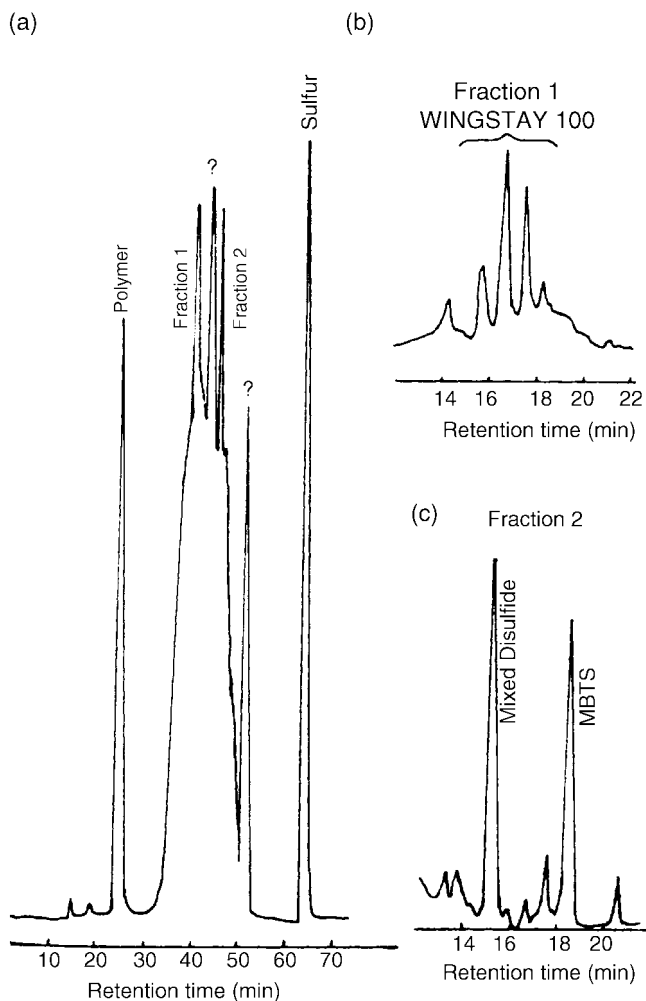 (a)
Polymer
Fraction 1
?
Fraction 2
?
Sulfur
10 20 30 40 50 60 70
Retention time (min)
(b)
Fraction 1
WINGSTAY 100
14 16 18 20 22
Retention time (min)
(c)
Fraction 2
Mixed Disulfide
MBTS
14 16 18 20
Retention time (min)